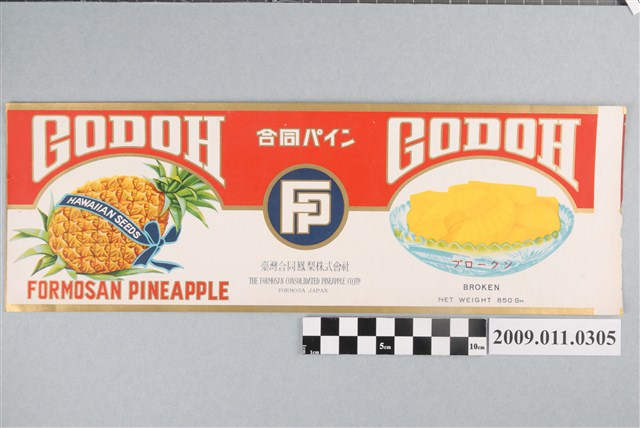 GODOH
HAWAIIAN SEEDS
FORMOSAN PINEAPPLE
合同パイン
FP
臺灣合同鳳梨株式會社
THE FORMOSAN CONSOLIDATED PINEAPPLE CO., LTD.
FORMOSA JAPAN
GODOH
ブロークン
BROKEN
NET WEIGHT 850 Gm
1cm 5cm 10cm
2009.011.0305